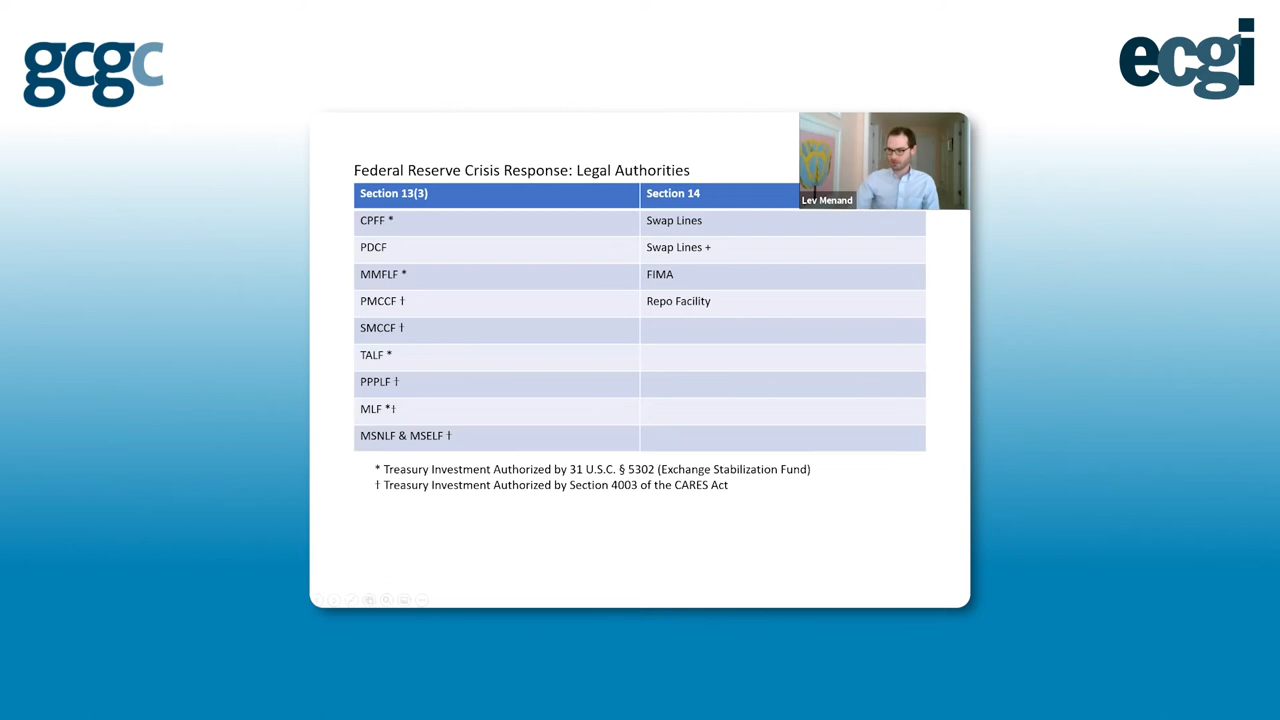 gcgc
ecgi
Federal Reserve Crisis Response: Legal Authorities
Lev Menand
Section 13(3) Section 14
CPFF * Swap Lines
PDCF Swap Lines +
MMFLF * FIMA
PMCCF † Repo Facility
SMCCF †
TALF *
PPPLF †
MLF *†
MSNLF & MSELF †
* Treasury Investment Authorized by 31 U.S.C. § 5302 (Exchange Stabilization Fund)
† Treasury Investment Authorized by Section 4003 of the CARES Act